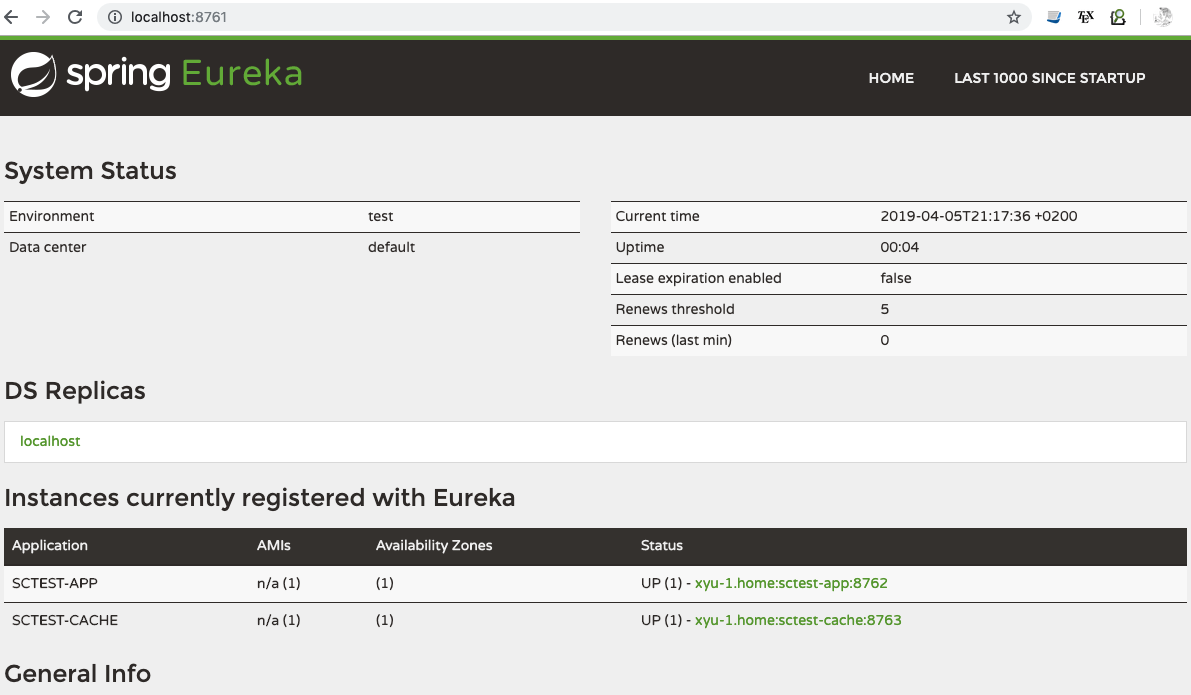 localhost:8761
spring Eureka
HOME LAST 1000 SINCE STARTUP
System Status
Environment test
Data center default
Current time 2019-04-05T21:17:36 +0200
Uptime 00:04
Lease expiration enabled false
Renews threshold 5
Renews (last min) 0
DS Replicas
localhost
Instances currently registered with Eureka
Application AMIs Availability Zones Status
SCTEST-APP n/a (1) (1) UP (1) - xyu-1.home:sctest-app:8762
SCTEST-CACHE n/a (1) (1) UP (1) - xyu-1.home:sctest-cache:8763
General Info